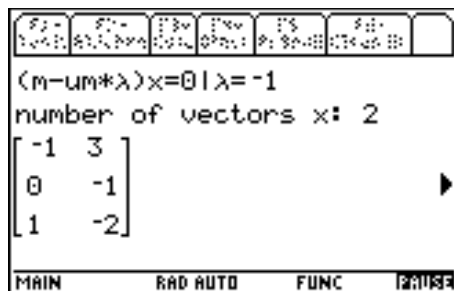 (m-um*λ)x=0|λ=⁻1
number of vectors x: 2
[-1 3]
[0 -1]
[1 -2]
MAIN RAD AUTO FUNC PAUSE